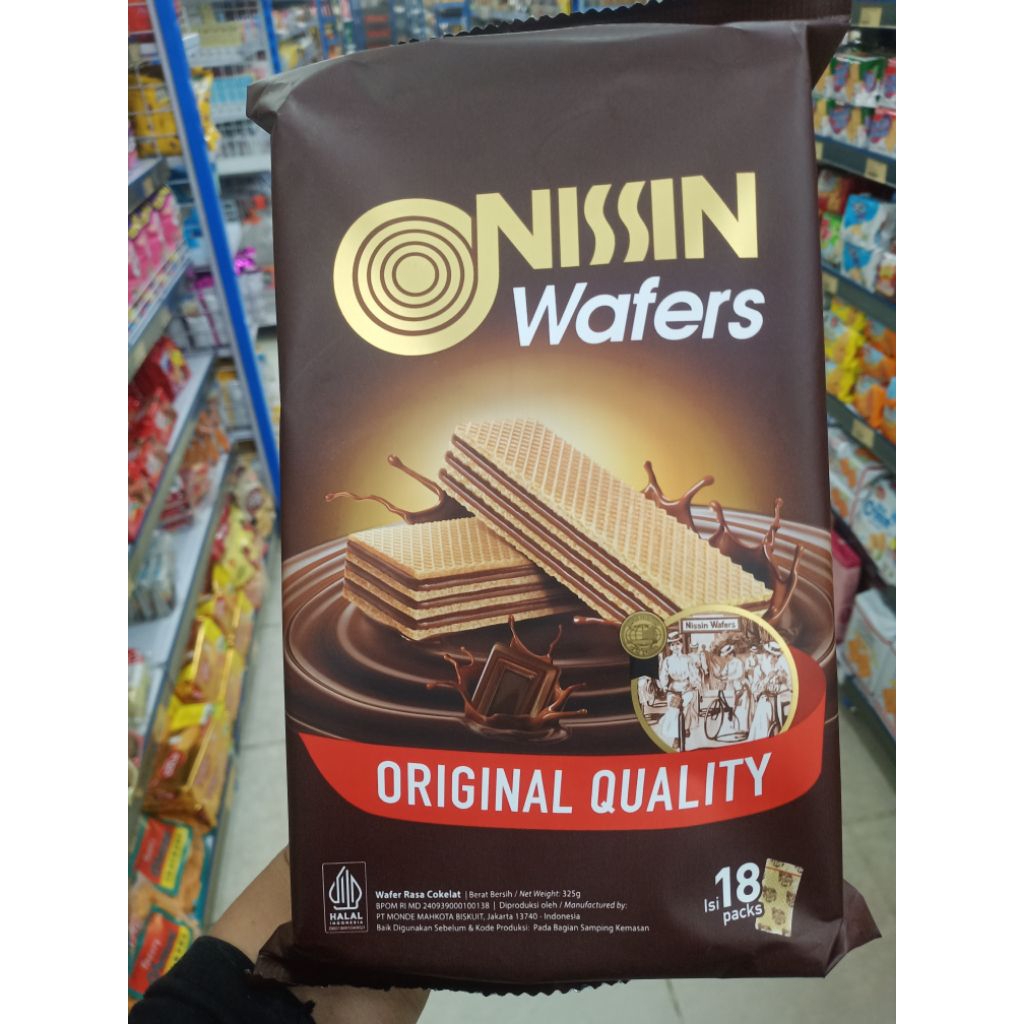 NISSIN
Wafers
Nissin Wafers
ORIGINAL QUALITY
HALAL
INDONESIA
Wafer Rasa Cokelat | Berat Bersih / Net Weight: 325g
BPOM RI MD 240939000100138 | Diproduksi oleh / Manufactured by:
PT MONDE MAHKOTA BISKUIT, Jakarta 13740 - Indonesia
Baik Digunakan Sebelum & Kode Produksi: Pada Bagian Samping Kemasan
Isi 18
packs